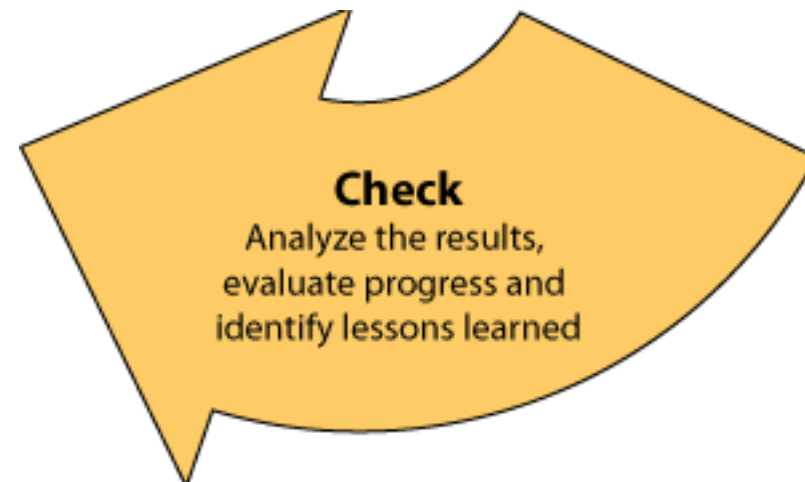 Check
Analyze the results,
evaluate progress and
identify lessons learned